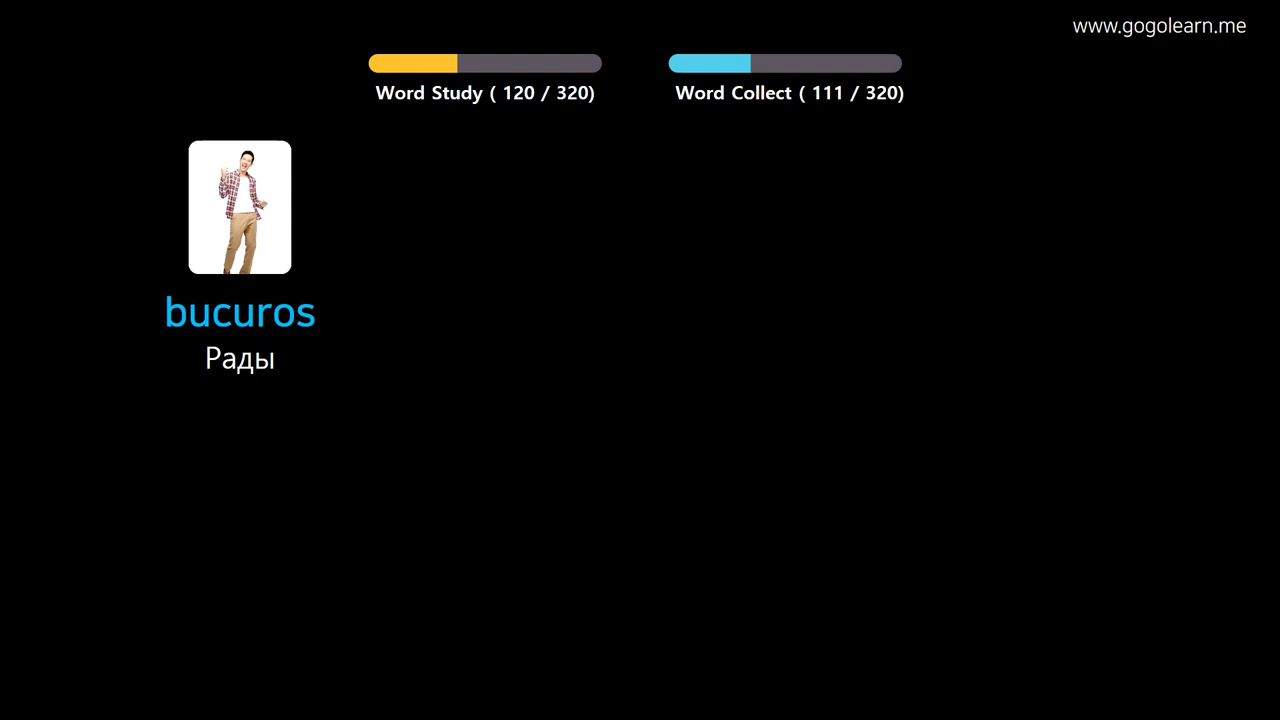 www.gogolearn.me
Word Study ( 120 / 320)
Word Collect ( 111 / 320)
bucuros
Рады